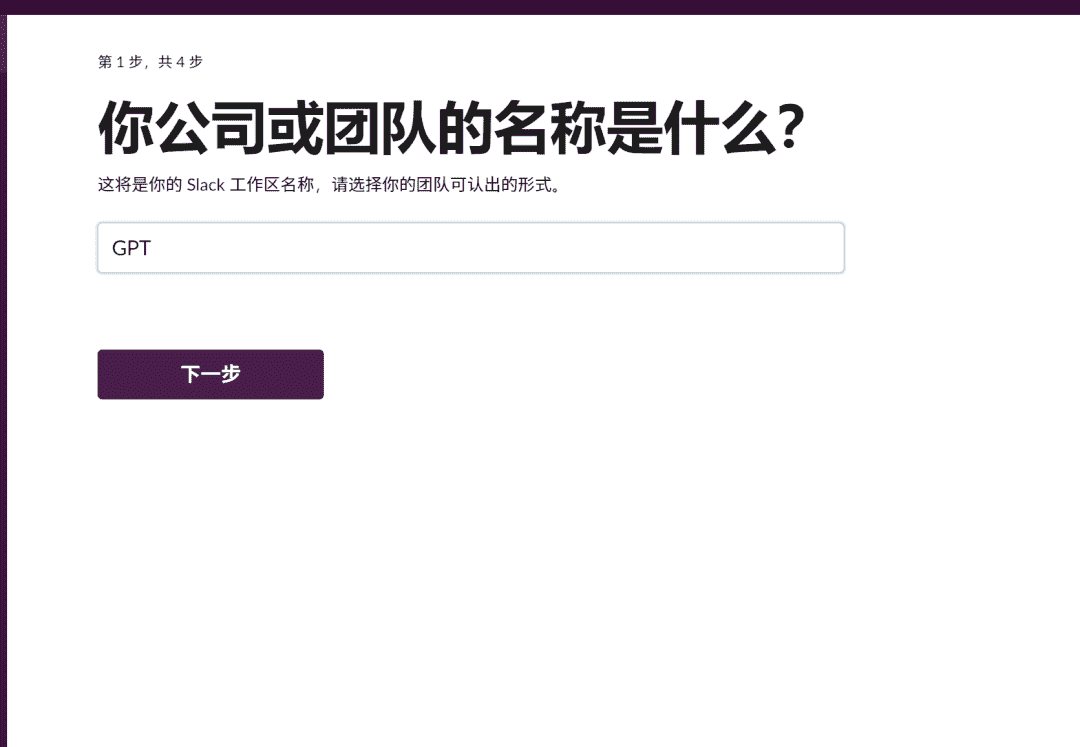 第 1 步，共 4 步
你公司或团队的名称是什么？
这将是你的 Slack 工作区名称，请选择你的团队可认出的形式。
GPT
下一步